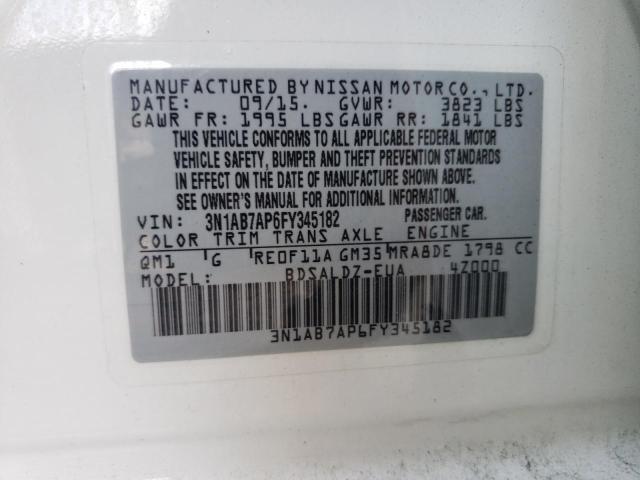 MANUFACTURED BY NISSAN MOTOR CO., LTD.
DATE: 09/15. GVWR: 3823 LBS
GAWR FR: 1995 LBS GAWR RR: 1841 LBS
THIS VEHICLE CONFORMS TO ALL APPLICABLE FEDERAL MOTOR
VEHICLE SAFETY, BUMPER AND THEFT PREVENTION STANDARDS
IN EFFECT ON THE DATE OF MANUFACTURE SHOWN ABOVE.
SEE OWNER'S MANUAL FOR ADDITIONAL INFORMATION.
VIN: 3N1AB7AP6FY345182 PASSENGER CAR.
COLOR TRIM TRANS AXLE ENGINE
QM1 G RE0F11A GM35 MRA8DE 1798 CC
MODEL: BDSALDZ-EUA 4Z000
3N1AB7AP6FY345182